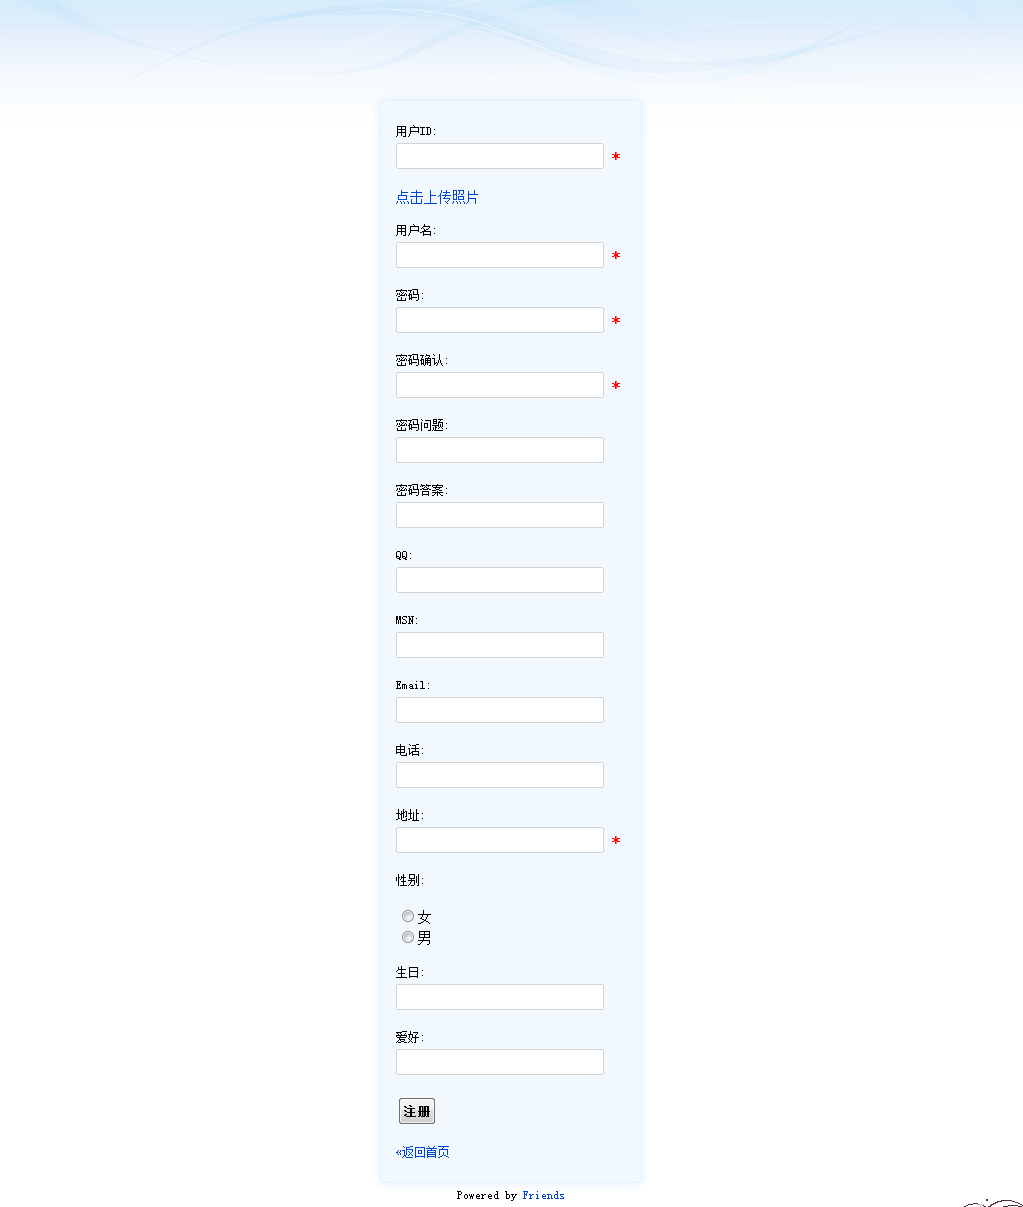 用户ID:
*
点击上传照片
用户名:
*
密码:
*
密码确认:
*
密码问题:
密码答案:
QQ:
MSN:
Email:
电话:
地址:
*
性别:
女
男
生日:
爱好:
注册
«返回首页
Powered by Friends